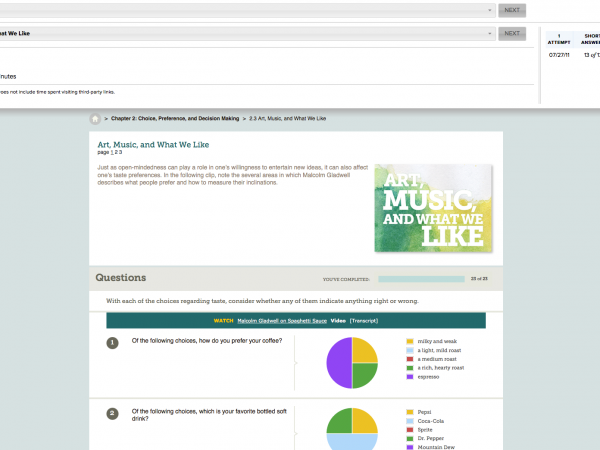 NEXT
hat We Like
NEXT
1
ATTEMPT
SHORT
ANSWE
07/27/11
13 of 1
nutes
oes not include time spent visiting third-party links.
> Chapter 2: Choice, Preference, and Decision Making > 2.3 Art, Music, and What We Like
Art, Music, and What We Like
page 1 2 3
Just as open-mindedness can play a role in one's willingness to entertain new ideas, it can also affect
one's taste preferences. In the following clip, note the several areas in which Malcolm Gladwell
describes what people prefer and how to measure their inclinations.
ART,
MUSIC,
AND WHAT WE
LIKE
Questions
YOU'VE COMPLETED:
23 of 23
With each of the choices regarding taste, consider whether any of them indicate anything right or wrong.
WATCH Malcolm Gladwell on Spaghetti Sauce Video [Transcript]
1
Of the following choices, how do you prefer your coffee?
milky and weak
a light, mild roast
a medium roast
a rich, hearty roast
espresso
2
Of the following choices, which is your favorite bottled soft
drink?
Pepsi
Coca-Cola
Sprite
Dr. Pepper
Mountain Dew